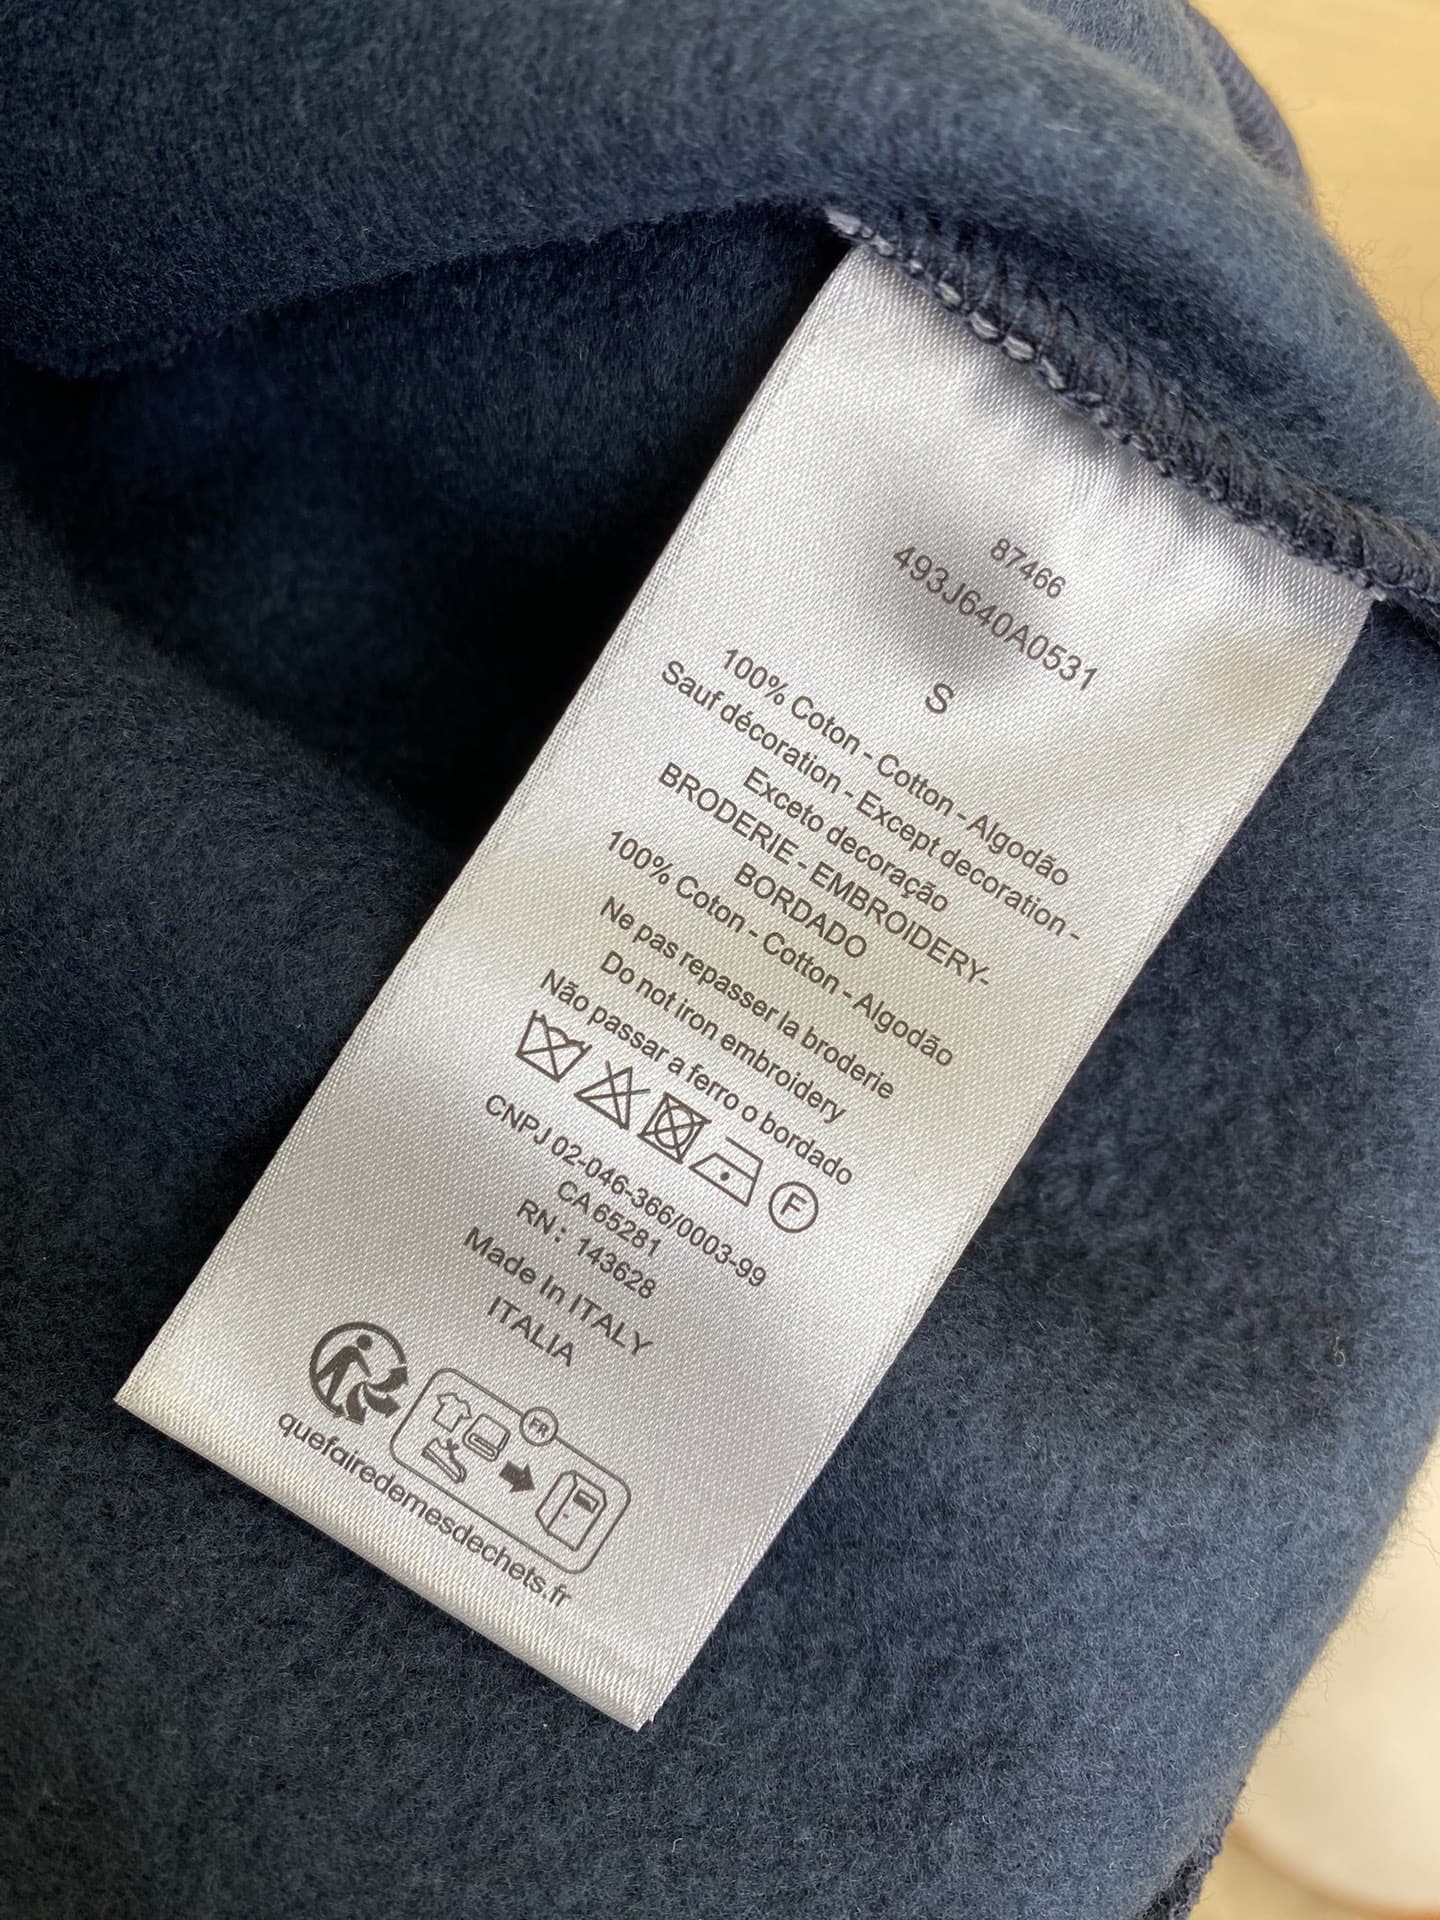 87466
493J640A0531
S
100% Coton - Cotton - Algodão
Sauf décoration - Except decoration -
Exceto decoração
BRODERIE - EMBROIDERY-
BORDADO
100% Coton - Cotton - Algodão
Ne pas repasser la broderie
Do not iron embroidery
Não passar a ferro o bordado
F
CNPJ 02-046-366/0003-99
CA 65281
RN: 143628
Made In ITALY
ITALIA
FR
quefairedemesdechets.fr